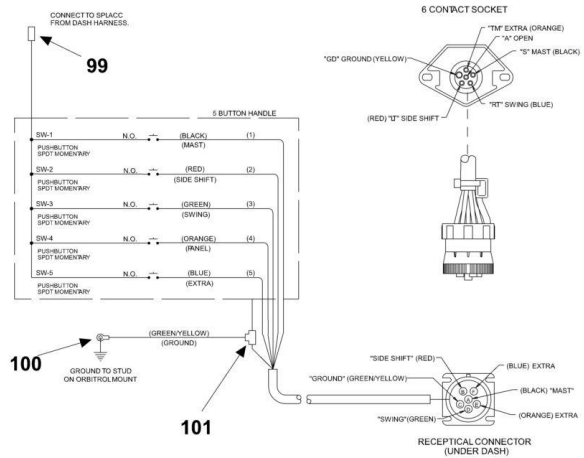 CONNECT TO SPLACC
FROM DASH HARNESS.
99
6 CONTACT SOCKET
"TM" EXTRA (ORANGE)
"A" OPEN
"S" MAST (BLACK)
"GD" GROUND (YELLOW)
"RT" SWING (BLUE)
(RED) "LT" SIDE SHIFT
5 BUTTON HANDLE
SW-1 N.O. (BLACK) (1)
PUSHBUTTON (MAST)
SPDT MOMENTARY
SW-2 N.O. (RED) (2)
PUSHBUTTON (SIDE SHIFT)
SPDT MOMENTARY
SW-3 N.O. (GREEN) (3)
PUSHBUTTON (SWING)
SPDT MOMENTARY
SW-4 N.O. (ORANGE) (4)
PUSHBUTTON (PANEL)
SPDT MOMENTARY
SW-5 N.O. (BLUE) (5)
PUSHBUTTON (EXTRA)
SPDT MOMENTARY
100
(GREEN/YELLOW)
(GROUND)
GROUND TO STUD
ON ORBITROL MOUNT
101
"SIDE SHIFT" (RED)
(BLUE) EXTRA
"GROUND" (GREEN/YELLOW)
(BLACK) "MAST"
"SWING"(GREEN)
(ORANGE) EXTRA
RECEPTICAL CONNECTOR
(UNDER DASH)